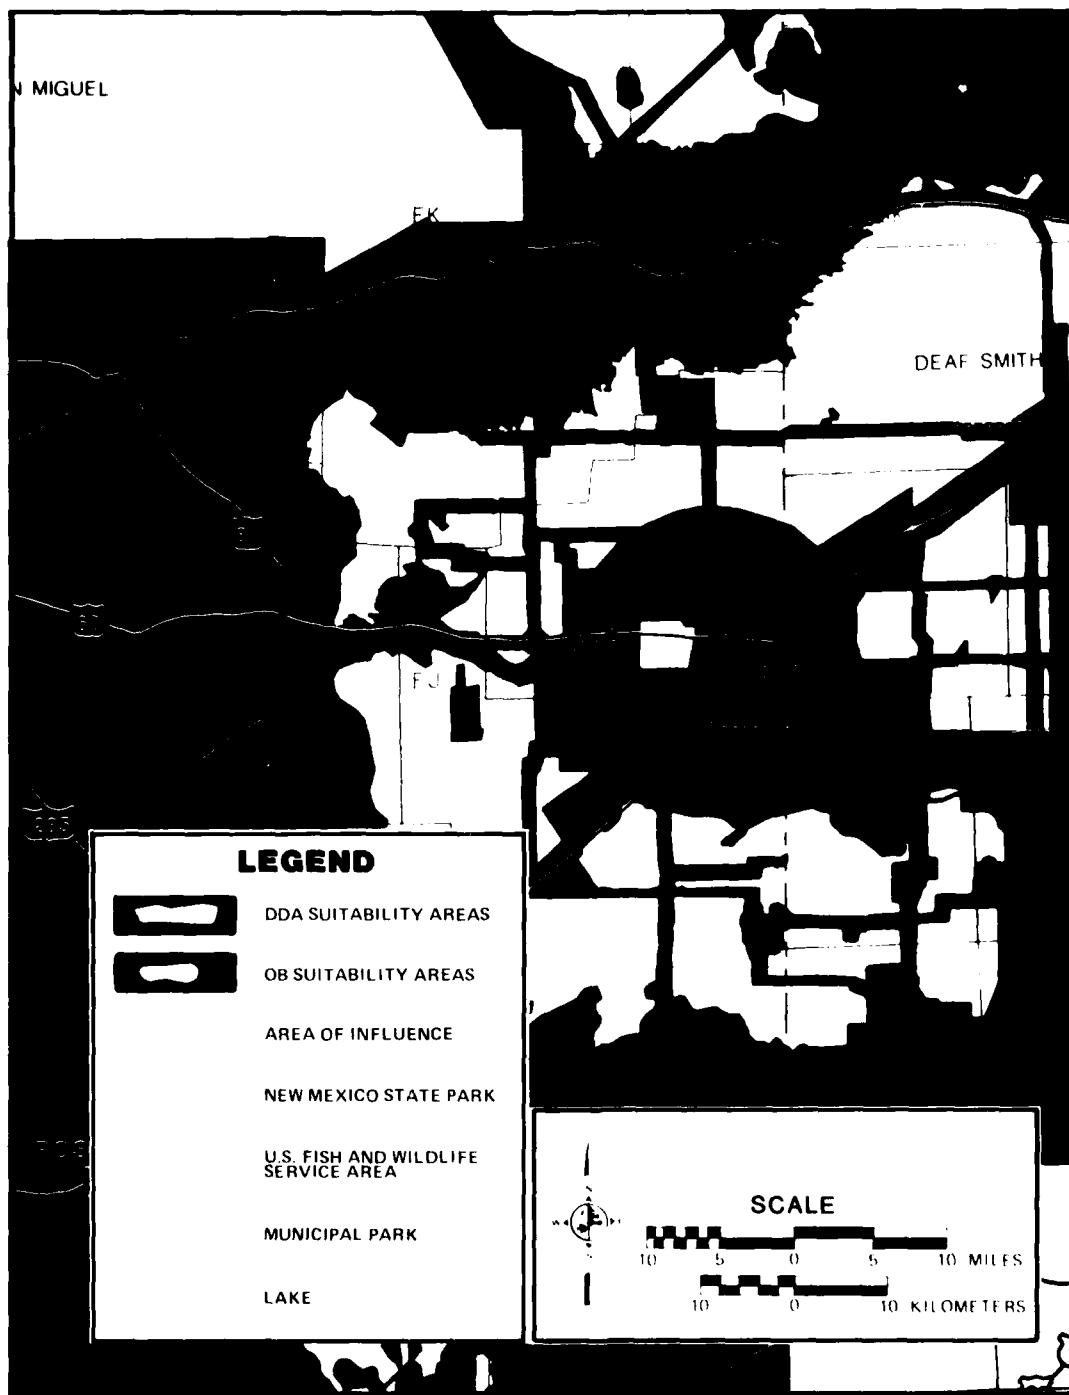 N MIGUEL
DEAF SMITH
LEGEND
DDA SUITABILITY AREAS
OB SUITABILITY AREAS
AREA OF INFLUENCE
NEW MEXICO STATE PARK
U.S. FISH AND WILDLIFE
SERVICE AREA
MUNICIPAL PARK
LAKE
N
W
SCALE
10 5 0 5 10 MILES
10 0 10 KILOMETERS